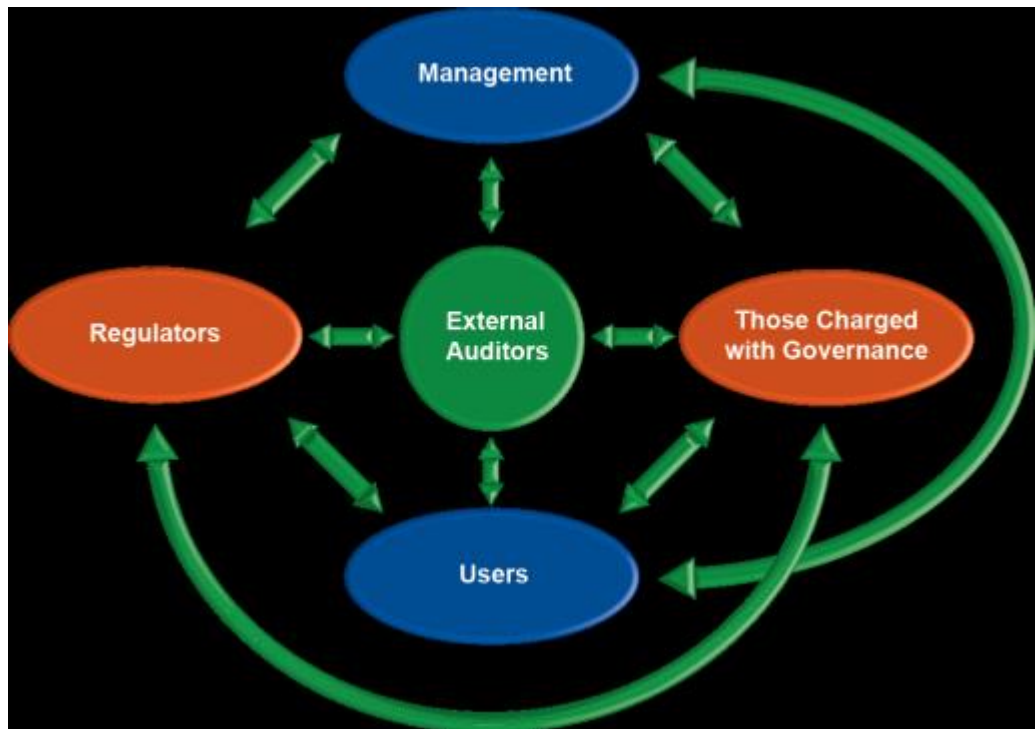 Management
Regulators
External
Auditors
Those Charged
with Governance
Users